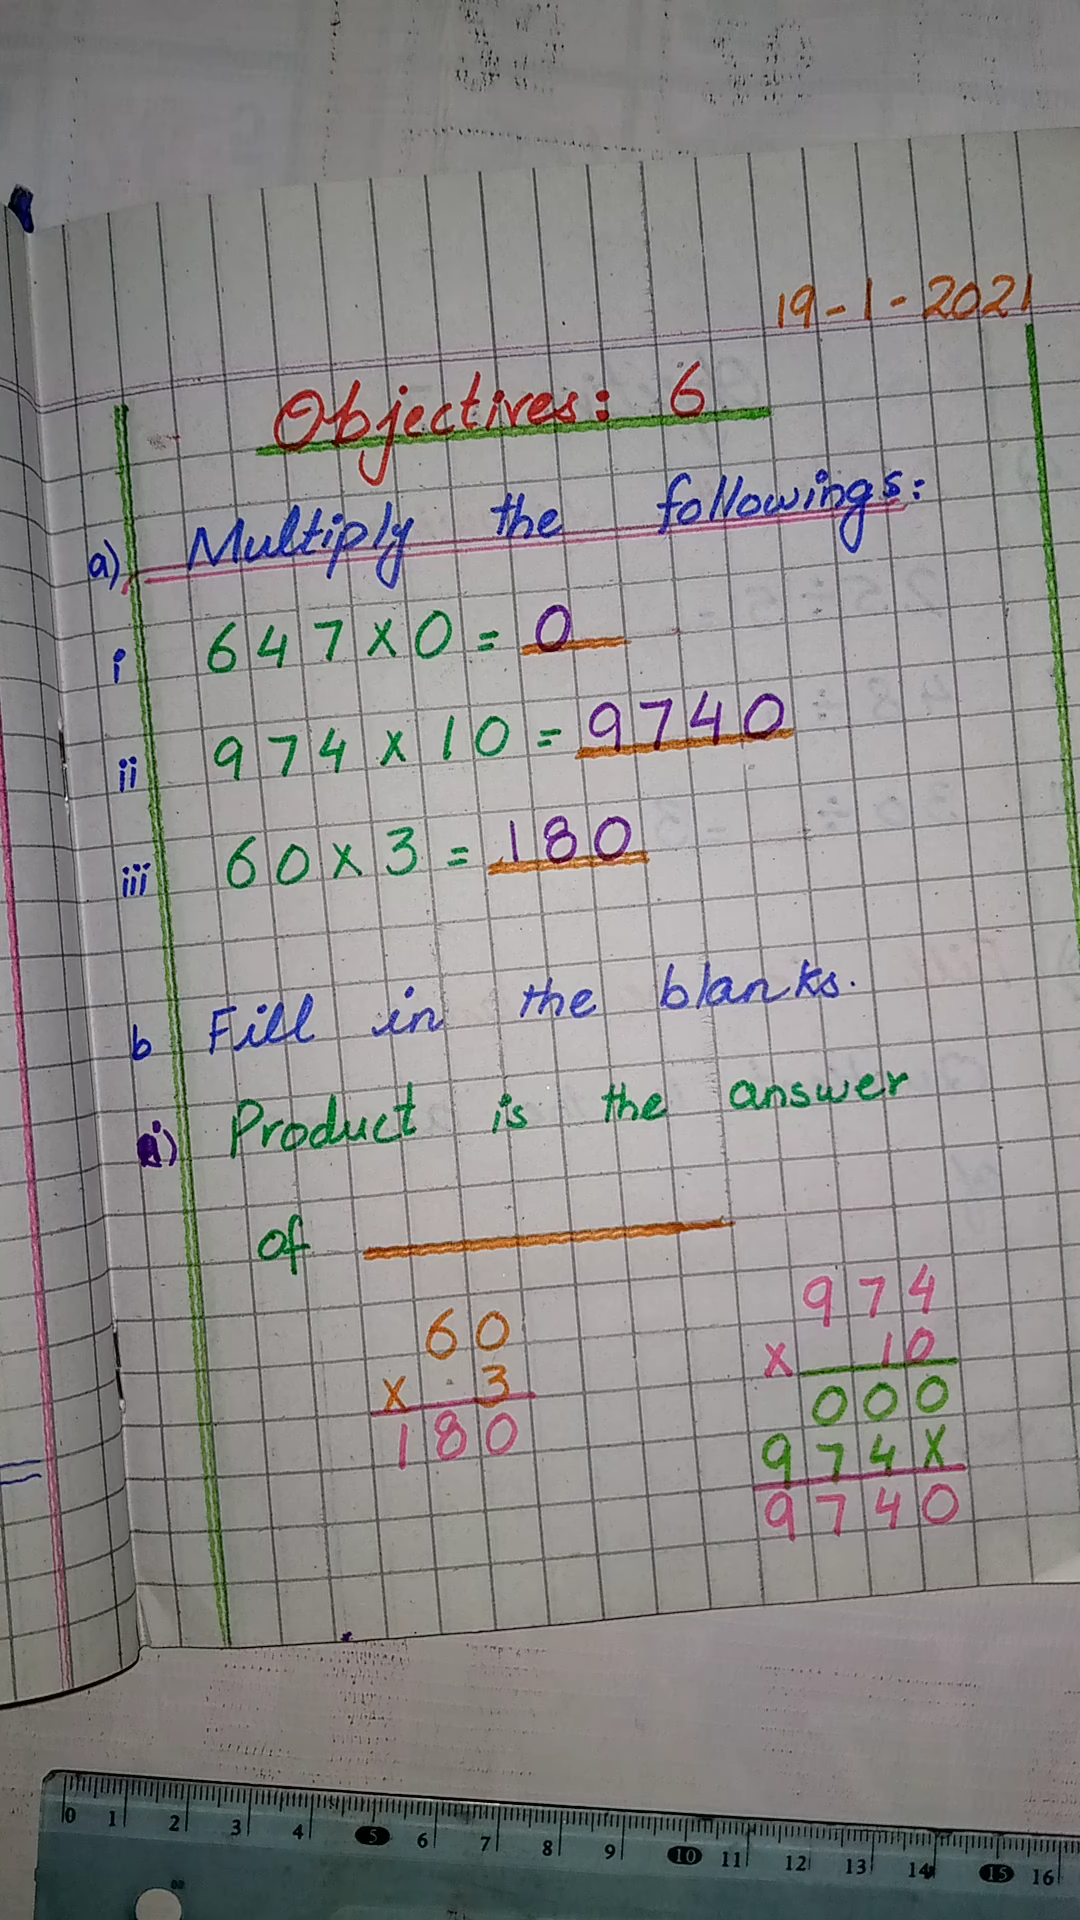 19-1-2021
Objectives: 6
a) Multiply the followings:
i 647 x 0 = 0
ii 974 x 10 = 9740
iii 60 x 3 = 180
b Fill in the blanks.
i) Product is the answer
of ____________
60
x 3
180
974
x 10
000
974x
9740
0 1 2 3 4 5 6 7 8 9 10 11 12 13 14 15 16